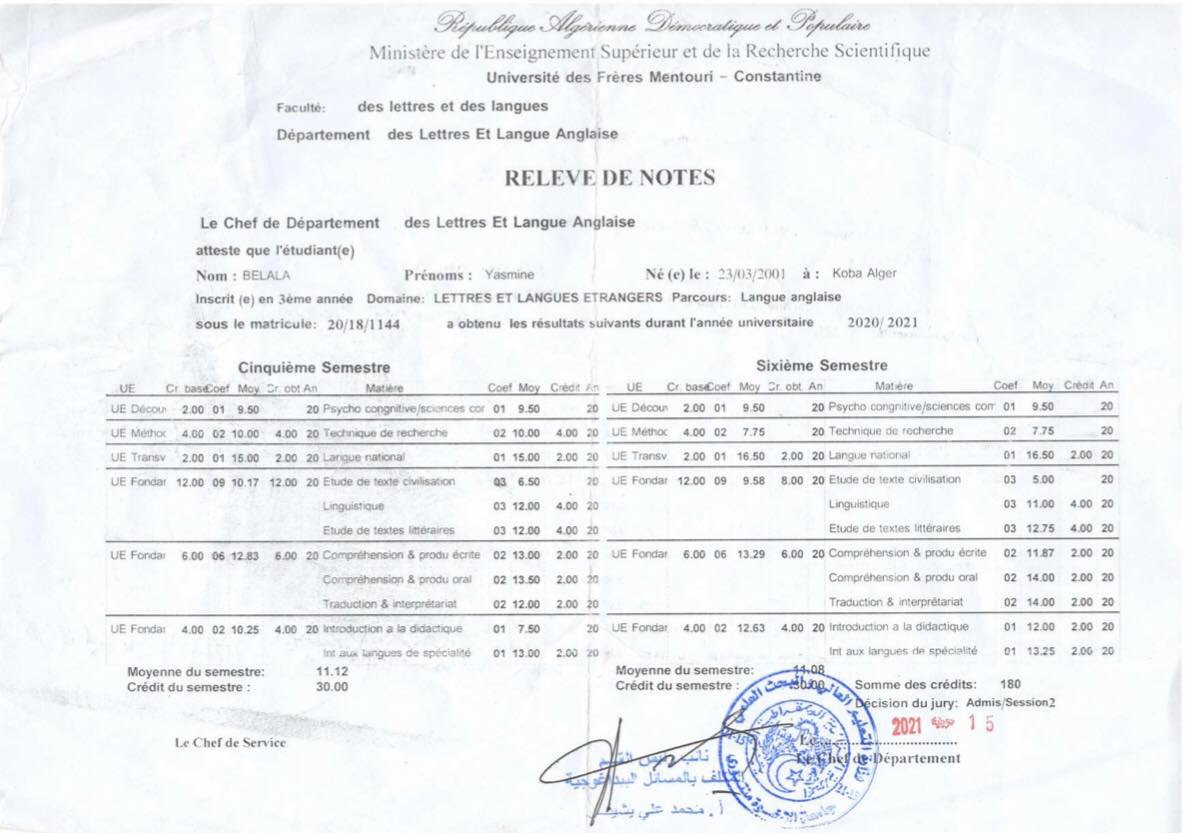 République Algérienne Démocratique et Populaire
Ministère de l'Enseignement Supérieur et de la Recherche Scientifique
Université des Frères Mentouri – Constantine
Faculté: des lettres et des langues
Département des Lettres Et Langue Anglaise
RELEVE DE NOTES
Le Chef de Département des Lettres Et Langue Anglaise
atteste que l'étudiant(e)
Nom : BELALA Prénoms : Yasmine Né (e) le : 23/03/2001 à : Koba Alger
Inscrit (e) en 3ème année Domaine: LETTRES ET LANGUES ETRANGERS Parcours: Langue anglaise
sous le matricule: 20/18/1144 a obtenu les résultats suivants durant l'année universitaire 2020/2021
Cinquième Semestre
UE Cr. base Coef Moy Cr. obt An Matière Coef Moy Crédit An
UE Décour 2.00 01 9.50 20 Psycho congnitive/sciences cor 01 9.50 20
UE Méthoc 4.00 02 10.00 4.00 20 Technique de recherche 02 10.00 4.00 20
UE Transv 2.00 01 15.00 2.00 20 Langue national 01 15.00 2.00 20
UE Fondar 12.00 09 10.17 12.00 20 Etude de texte civilisation 03 6.50 20
Linguistique 03 12.00 4.00 20
Etude de textes littéraires 03 12.00 4.00 20
UE Fondar 6.00 06 12.83 6.00 20 Compréhension & produ écrite 02 13.00 2.00 20
Compréhension & produ oral 02 13.50 2.00 20
Traduction & interprétariat 02 12.00 2.00 20
UE Fondar 4.00 02 10.25 4.00 20 Introduction a la didactique 01 7.50 20
Int aux langues de spécialité 01 13.00 2.00 20
Moyenne du semestre: 11.12
Crédit du semestre : 30.00
Le Chef de Service
Sixième Semestre
UE Cr. base Coef Moy Cr. obt An Matière Coef Moy Crédit An
UE Décour 2.00 01 9.50 20 Psycho congnitive/sciences com 01 9.50 20
UE Méthoc 4.00 02 7.75 20 Technique de recherche 02 7.75 20
UE Transv 2.00 01 16.50 2.00 20 Langue national 01 16.50 2.00 20
UE Fondar 12.00 09 9.58 8.00 20 Etude de texte civilisation 03 5.00 20
Linguistique 03 11.00 4.00 20
Etude de textes littéraires 03 12.75 4.00 20
UE Fondar 6.00 06 13.29 6.00 20 Compréhension & produ écrite 02 11.87 2.00 20
Compréhension & produ oral 02 14.00 2.00 20
Traduction & interprétariat 02 14.00 2.00 20
UE Fondar 4.00 02 12.63 4.00 20 Introduction a la didactique 01 12.00 2.00 20
Int aux langues de spécialité 01 13.25 2.00 20
Moyenne du semestre: 11.08
Crédit du semestre : 30.00 Somme des crédits: 180
Décision du jury: Admis/Session2
15 2021
Le
Le Chef de Département
نائب رئيس القسم
بالمسائل البيداغوجية
أ. محمد علي